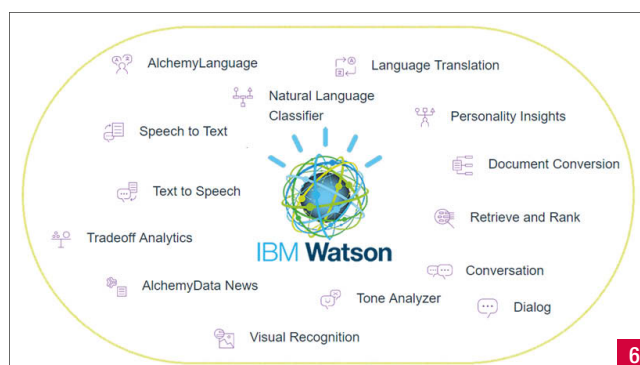 AlchemyLanguage
Language Translation
Natural Language
Classifier
Personality Insights
Speech to Text
Document Conversion
Text to Speech
Retrieve and Rank
Tradeoff Analytics
IBM Watson
Conversation
AlchemyData News
Tone Analyzer
Dialog
Visual Recognition
6